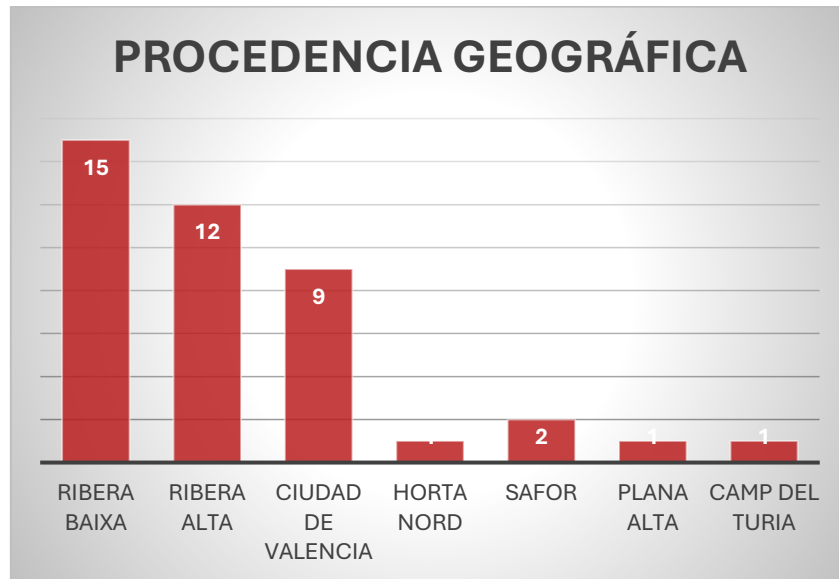 PROCEDENCIA GEOGRÁFICA
15
12
9
2
1
1
RIBERA
BAIXA
RIBERA
ALTA
CIUDAD
DE
VALENCIA
HORTA
NORD
SAFOR
PLANA
ALTA
CAMP DEL
TURIA